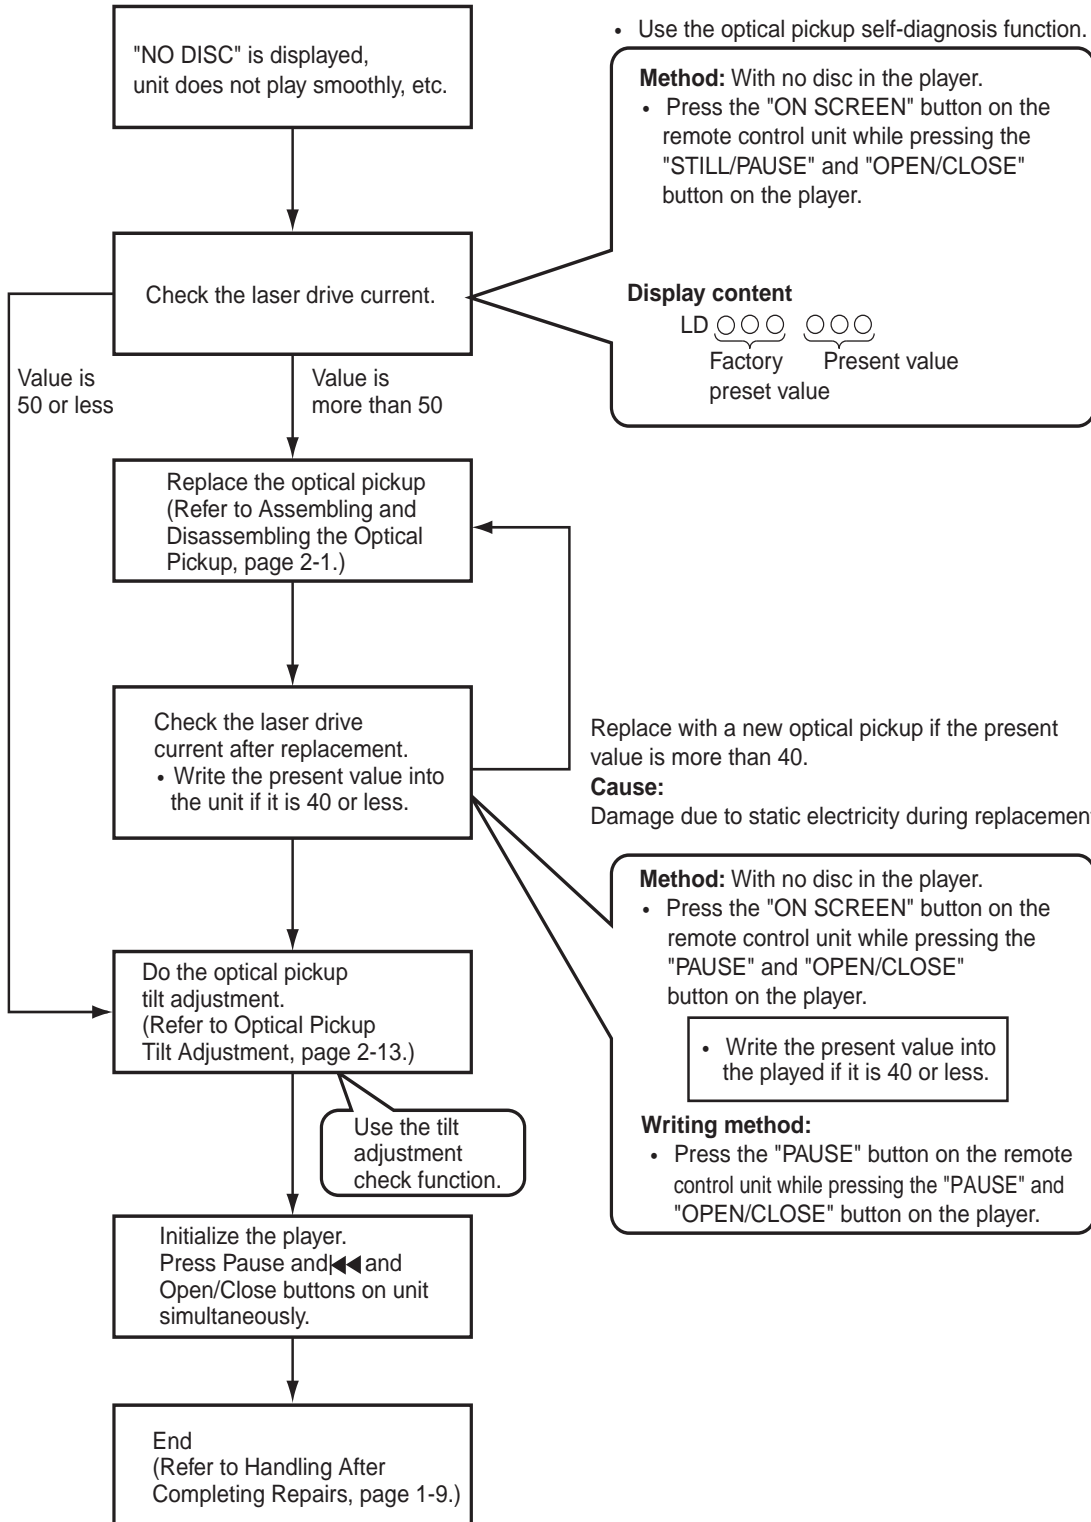 "NO DISC" is displayed,
unit does not play smoothly, etc.
• Use the optical pickup self-diagnosis function.
Method: With no disc in the player.
• Press the "ON SCREEN" button on the
remote control unit while pressing the
"STILL/PAUSE" and "OPEN/CLOSE"
button on the player.
Check the laser drive current.
Display content
LD ○○○ ○○○
Factory
preset value
Present value
Value is
50 or less
Value is
more than 50
Replace the optical pickup
(Refer to Assembling and
Disassembling the Optical
Pickup, page 2-1.)
Check the laser drive
current after replacement.
• Write the present value into
the unit if it is 40 or less.
Replace with a new optical pickup if the present
value is more than 40.
Cause:
Damage due to static electricity during replacemen
Method: With no disc in the player.
• Press the "ON SCREEN" button on the
remote control unit while pressing the
"PAUSE" and "OPEN/CLOSE"
button on the player.
• Write the present value into
the played if it is 40 or less.
Writing method:
• Press the "PAUSE" button on the remote
control unit while pressing the "PAUSE" and
"OPEN/CLOSE" button on the player.
Do the optical pickup
tilt adjustment.
(Refer to Optical Pickup
Tilt Adjustment, page 2-13.)
Use the tilt
adjustment
check function.
Initialize the player.
Press Pause and |◀◀ and
Open/Close buttons on unit
simultaneously.
End
(Refer to Handling After
Completing Repairs, page 1-9.)